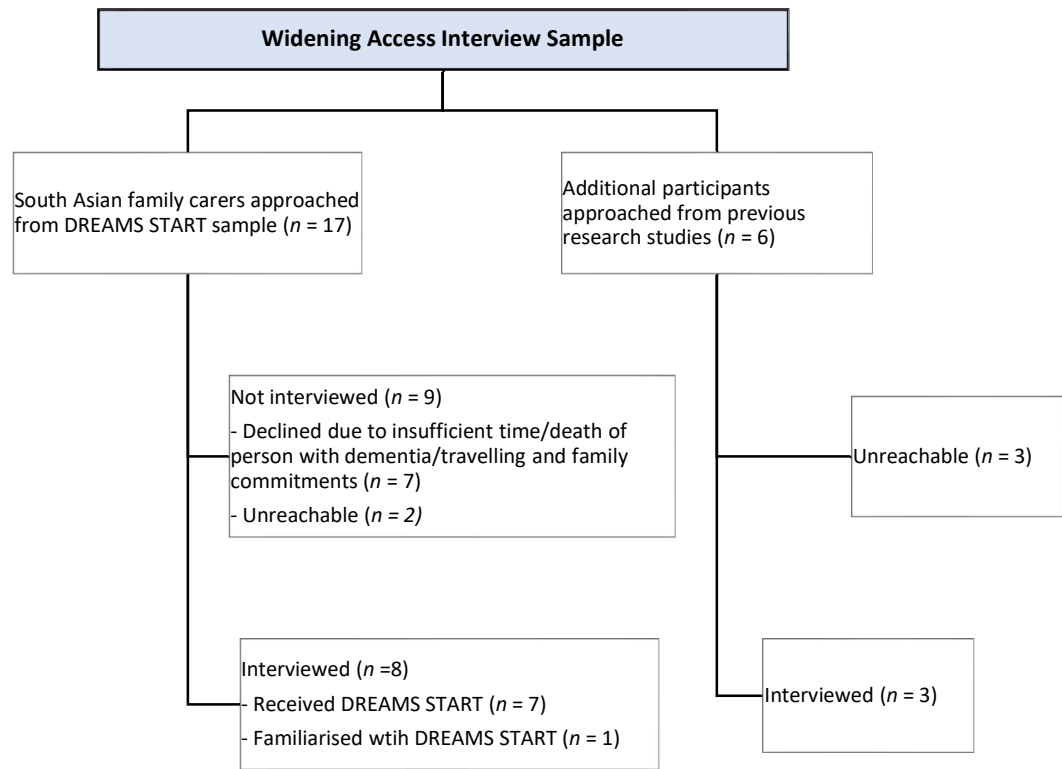 Widening Access Interview Sample
South Asian family carers approached
from DREAMS START sample (n = 17)
Additional participants
approached from previous
research studies (n = 6)
Not interviewed (n = 9)
- Declined due to insufficient time/death of
person with dementia/travelling and family
commitments (n = 7)
- Unreachable (n = 2)
Unreachable (n = 3)
Interviewed (n =8)
- Received DREAMS START (n = 7)
- Familiarised wtih DREAMS START (n = 1)
Interviewed (n = 3)